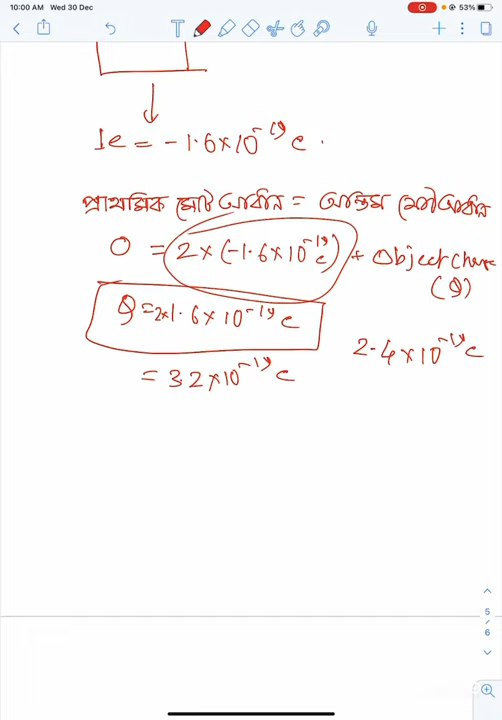 10:00 AM Wed 30 Dec
53%
1e = -1.6×10⁻¹⁹ C
প্রাথমিক মোট আধান = অন্তিম মোট আধান
0 = 2×(-1.6×10⁻¹⁹ C) + Object Charge
(Q)
Q = 2×1.6×10⁻¹⁹ C
2.4×10⁻¹⁹ C
= 3.2×10⁻¹⁹ C
5
/
6